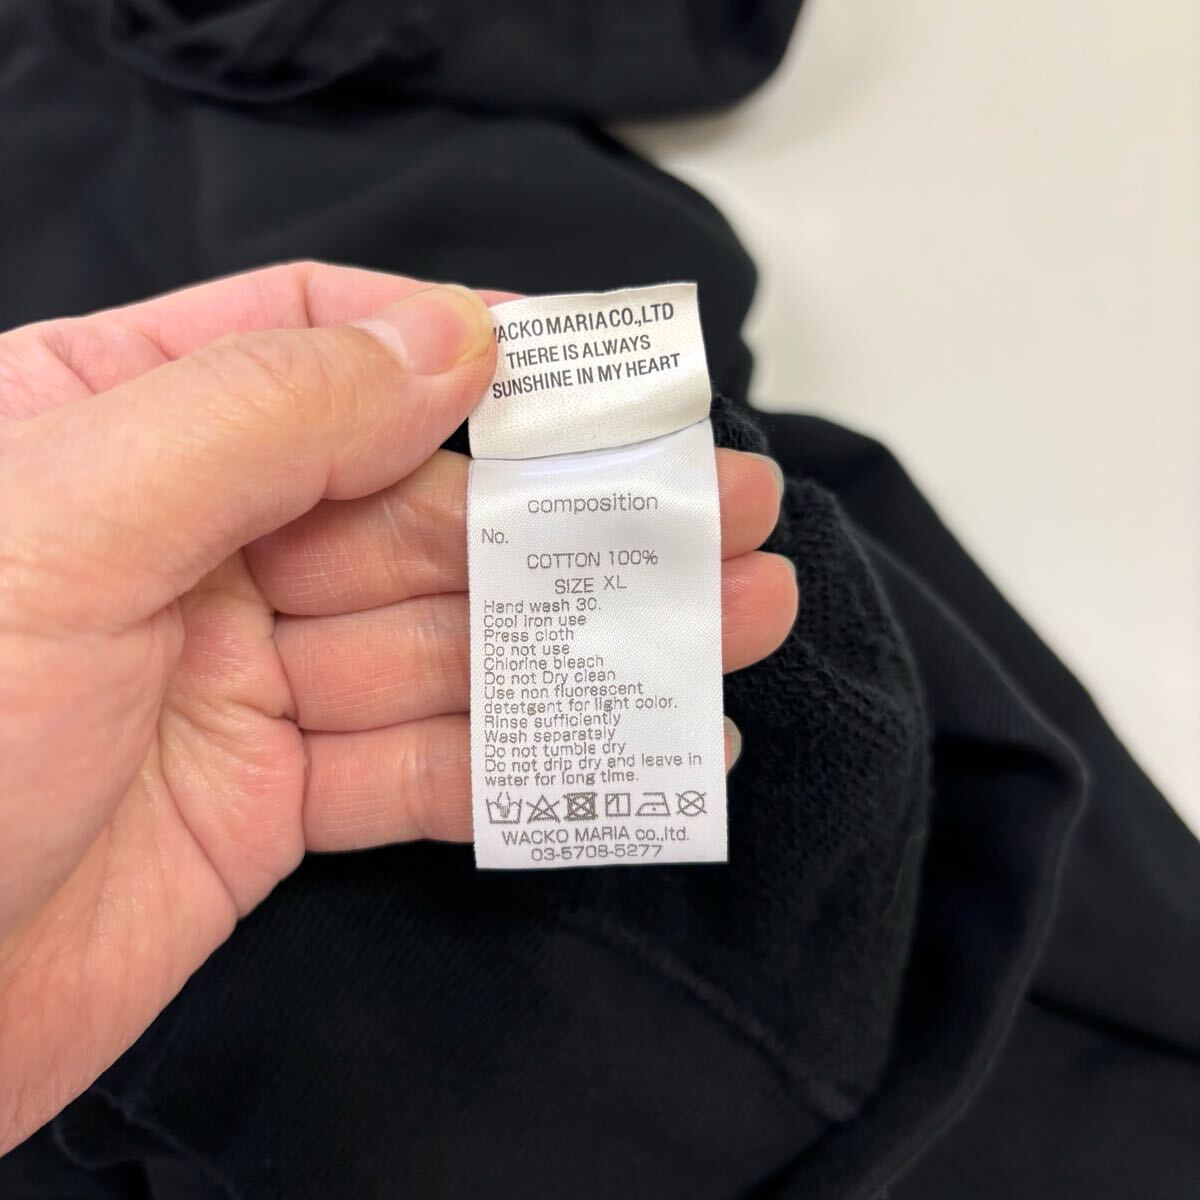 WACKO MARIA CO.,LTD
THERE IS ALWAYS
SUNSHINE IN MY HEART
composition
No.
COTTON 100%
SIZE XL
Hand wash 30.
Cool iron use
Press cloth
Do not use
Chlorine bleach
Do not Dry clean
Use non fluorescent
detetgent for light color.
Rinse sufficiently
Wash separately
Do not tumble dry
Do not drip dry and leave in
water for long time.
WACKO MARIA co.,ltd.
03-5708-5277